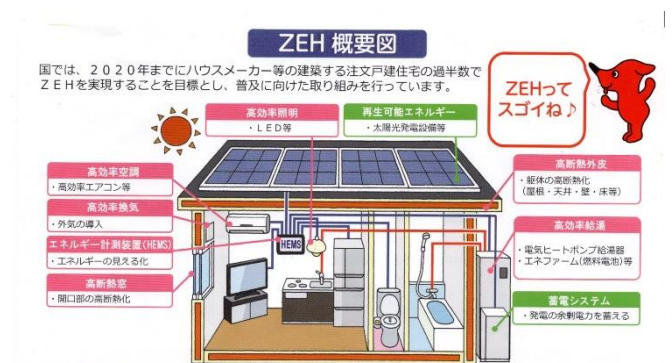 ZEH 概要図
国では、２０２０年までにハウスメーカー等の建築する注文戸建住宅の過半数で
ＺＥＨを実現することを目標とし、普及に向けた取り組みを行っています。
ZEHって
スゴイね♪
高効率照明
・ＬＥＤ等
再生可能エネルギー
・太陽光発電設備等
高効率空調
・高効率エアコン等
高効率換気
・外気の導入
エネルギー計測装置(HEMS)
・エネルギーの見える化
高断熱窓
・開口部の高断熱化
HEMS
高断熱外皮
・躯体の高断熱化
（屋根・天井・壁・床等）
高効率給湯
・電気ヒートポンプ給湯器
・エネファーム(燃料電池)等
蓄電システム
・発電の余剰電力を蓄える